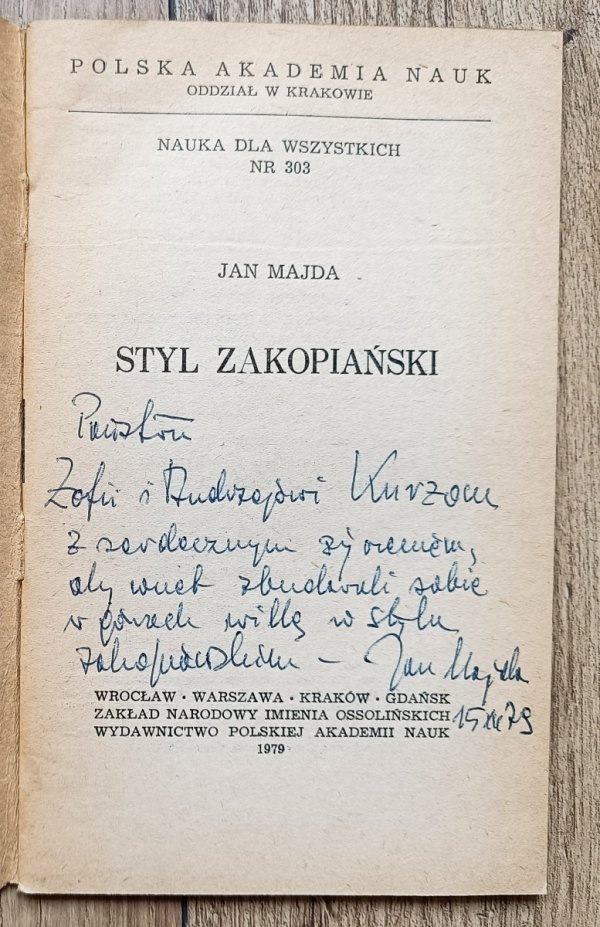 POLSKA AKADEMIA NAUK
ODDZIAŁ W KRAKOWIE
NAUKA DLA WSZYSTKICH
NR 303
JAN MAJDA
STYL ZAKOPIAŃSKI
Państwu
Zofii i Andrzejowi Kurzom
z serdecznym życzeniem,
aby wnet zbudowali sobie
w górach willę w stylu
zakopiańskim – Jan Majda
WROCŁAW · WARSZAWA · KRAKÓW · GDAŃSK
ZAKŁAD NARODOWY IMIENIA OSSOLIŃSKICH
WYDAWNICTWO POLSKIEJ AKADEMII NAUK
1979